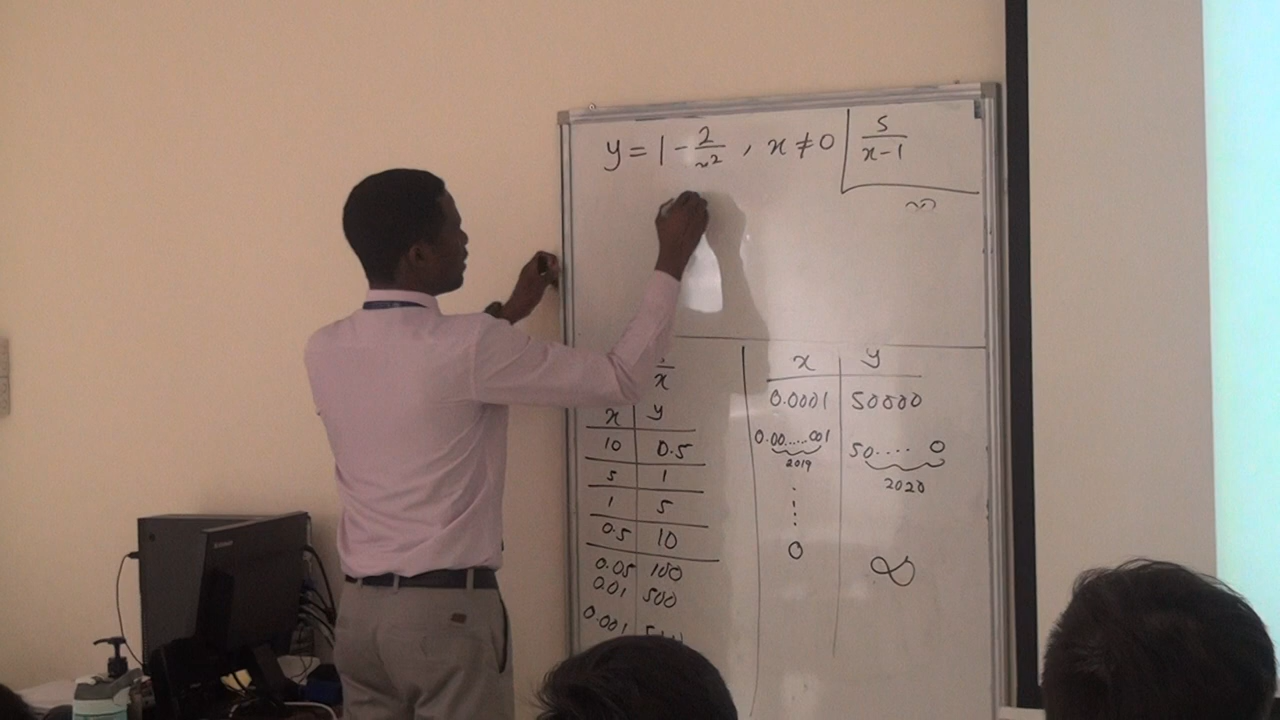 y = 1 - 2/x², x ≠ 0
5/(x-1)
x
x | y
10 | 0.5
5 | 1
1 | 5
0.5 | 10
0.05 | 100
0.01 | 500
0.001
x | y
0.0001 | 50000
0.00.....001 | 50.... 0
2019 | 2020
⋮
0 | ∞